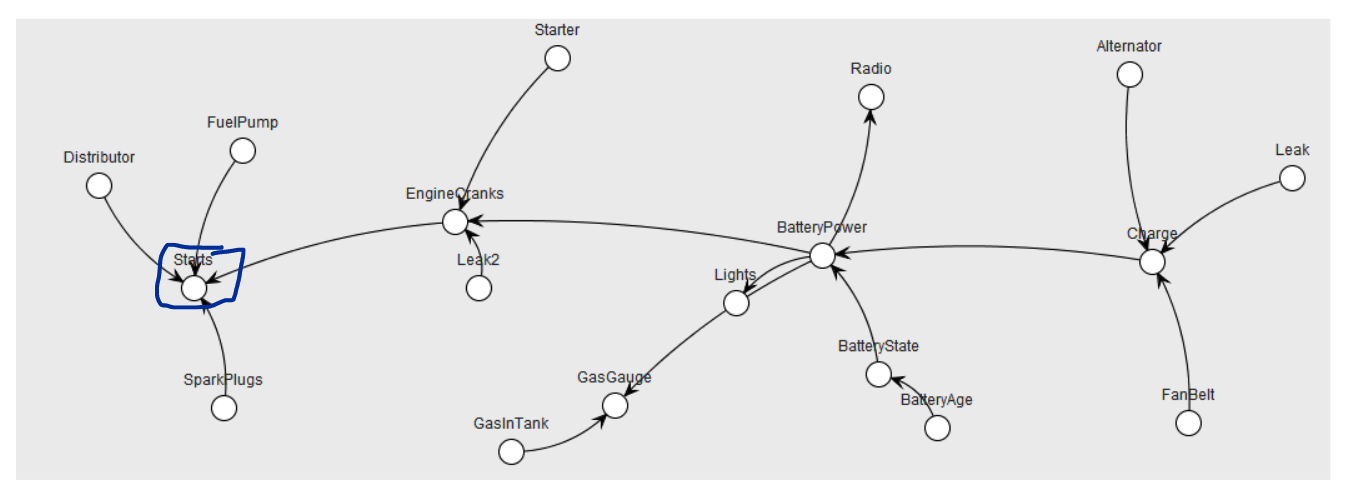 Starter
Alternator
Radio
FuelPump
Leak
Distributor
EngineCranks
BatteryPower
Charge
Starts
Leak2
Lights
BatteryState
GasGauge
SparkPlugs
BatteryAge
FanBelt
GasInTank